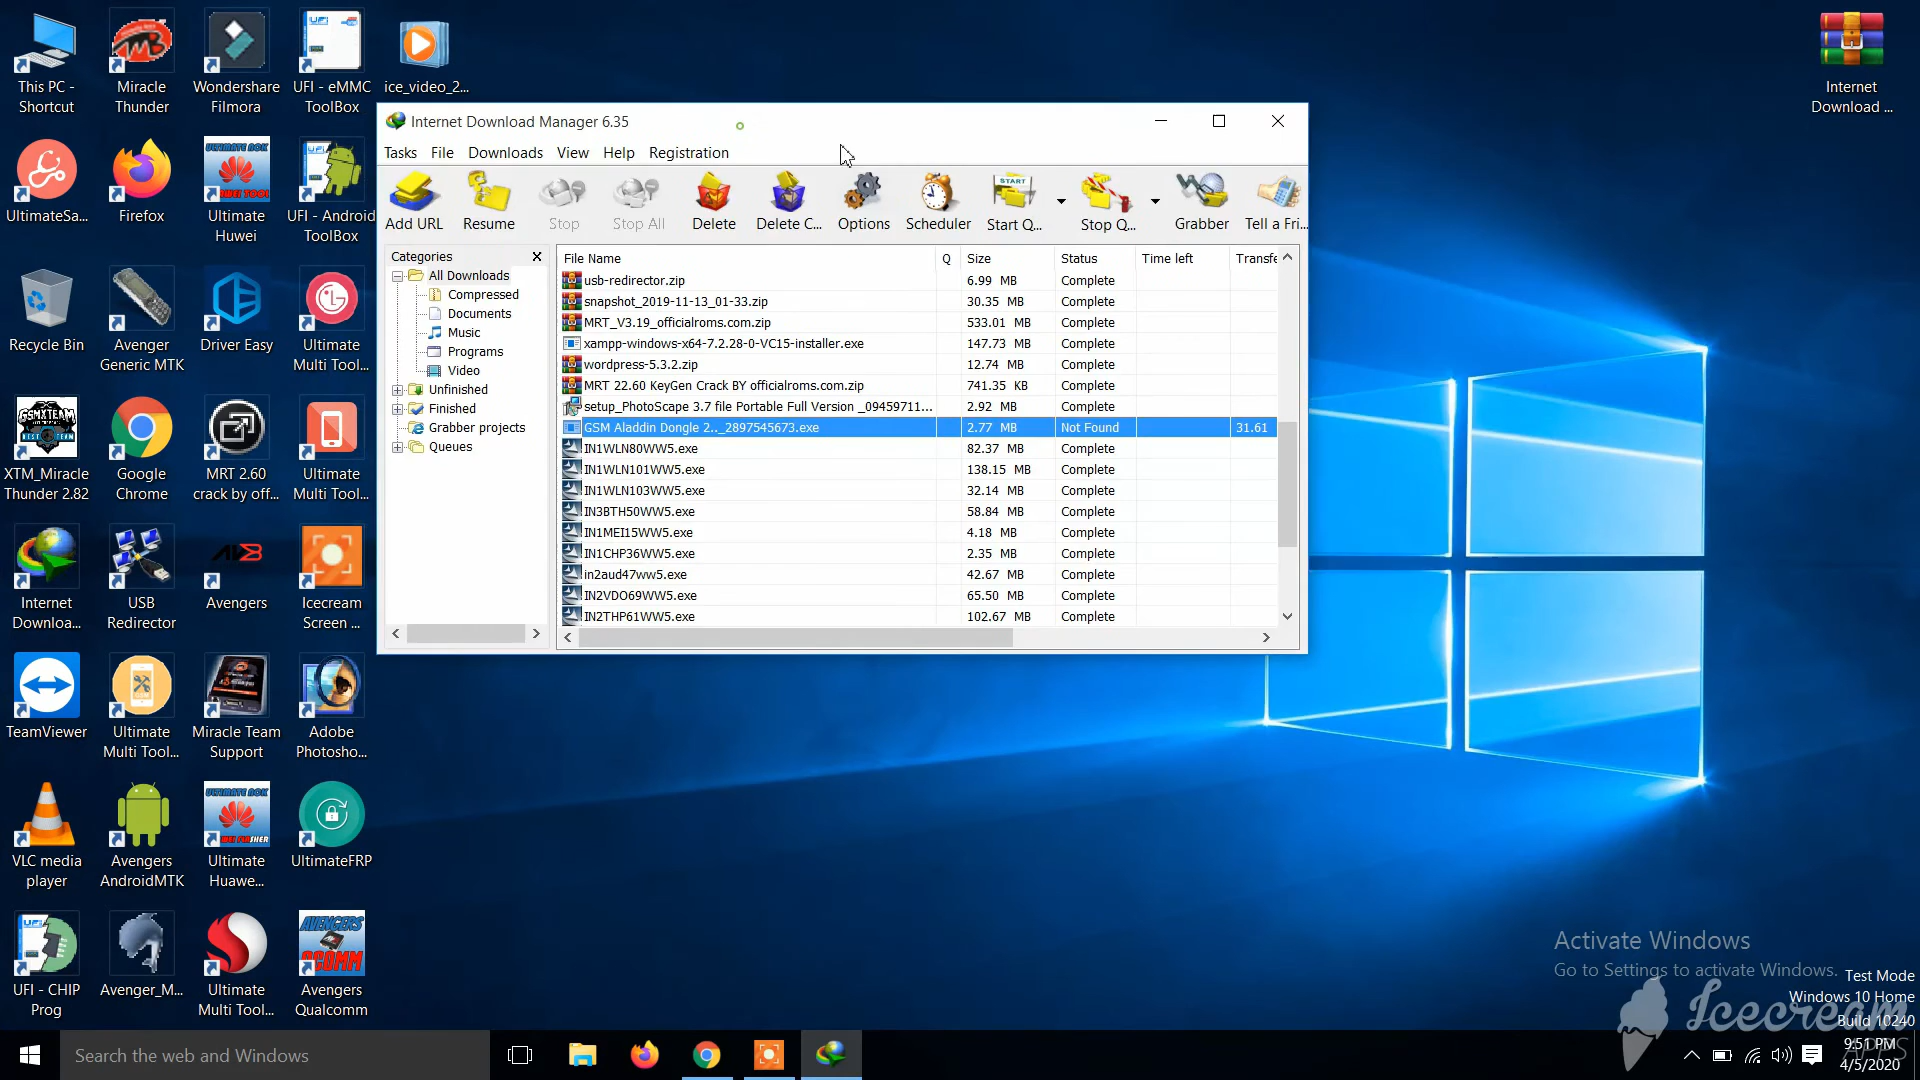 This PC - Shortcut
Miracle Thunder
Wondershare Filmora
UFI - eMMC ToolBox
ice_video_2...
Internet Download ...
UltimateSa...
Firefox
Ultimate Huwei
UFI - Android ToolBox
Recycle Bin
Avenger Generic MTK
Driver Easy
Ultimate Multi Tool...
XTM_Miracle Thunder 2.82
Google Chrome
MRT 2.60 crack by off...
Ultimate Multi Tool...
Internet Downloa...
USB Redirector
Avengers
Icecream Screen ...
TeamViewer
Ultimate Multi Tool...
Miracle Team Support
Adobe Photosho...
VLC media player
Avengers AndroidMTK
Ultimate Huawe...
UltimateFRP
UFI - CHIP Prog
Avenger_M...
Ultimate Multi Tool...
Avengers Qualcomm
Internet Download Manager 6.35
Tasks File Downloads View Help Registration
Add URL Resume Stop Stop All Delete Delete C... Options Scheduler Start Q... Stop Q... Grabber Tell a Fri...
Categories
All Downloads
Compressed
Documents
Music
Programs
Video
Unfinished
Finished
Grabber projects
Queues
File Name Q Size Status Time left Transfe
usb-redirector.zip 6.99 MB Complete
snapshot_2019-11-13_01-33.zip 30.35 MB Complete
MRT_V3.19_officialroms.com.zip 533.01 MB Complete
xampp-windows-x64-7.2.28-0-VC15-installer.exe 147.73 MB Complete
wordpress-5.3.2.zip 12.74 MB Complete
MRT 22.60 KeyGen Crack BY officialroms.com.zip 741.35 KB Complete
setup_PhotoScape 3.7 file Portable Full Version _09459711... 2.92 MB Complete
GSM Aladdin Dongle 2.._2897545673.exe 2.77 MB Not Found 31.61
IN1WLN80WW5.exe 82.37 MB Complete
IN1WLN101WW5.exe 138.15 MB Complete
IN1WLN103WW5.exe 32.14 MB Complete
IN3BTH50WW5.exe 58.84 MB Complete
IN1MEI15WW5.exe 4.18 MB Complete
IN1CHP36WW5.exe 2.35 MB Complete
in2aud47ww5.exe 42.67 MB Complete
IN2VDO69WW5.exe 65.50 MB Complete
IN2THP61WW5.exe 102.67 MB Complete
Activate Windows
Go to Settings to activate Windows.
Test Mode
Windows 10 Home
Build 10240
Icecream
APPS
Search the web and Windows
9:51 PM
4/5/2020